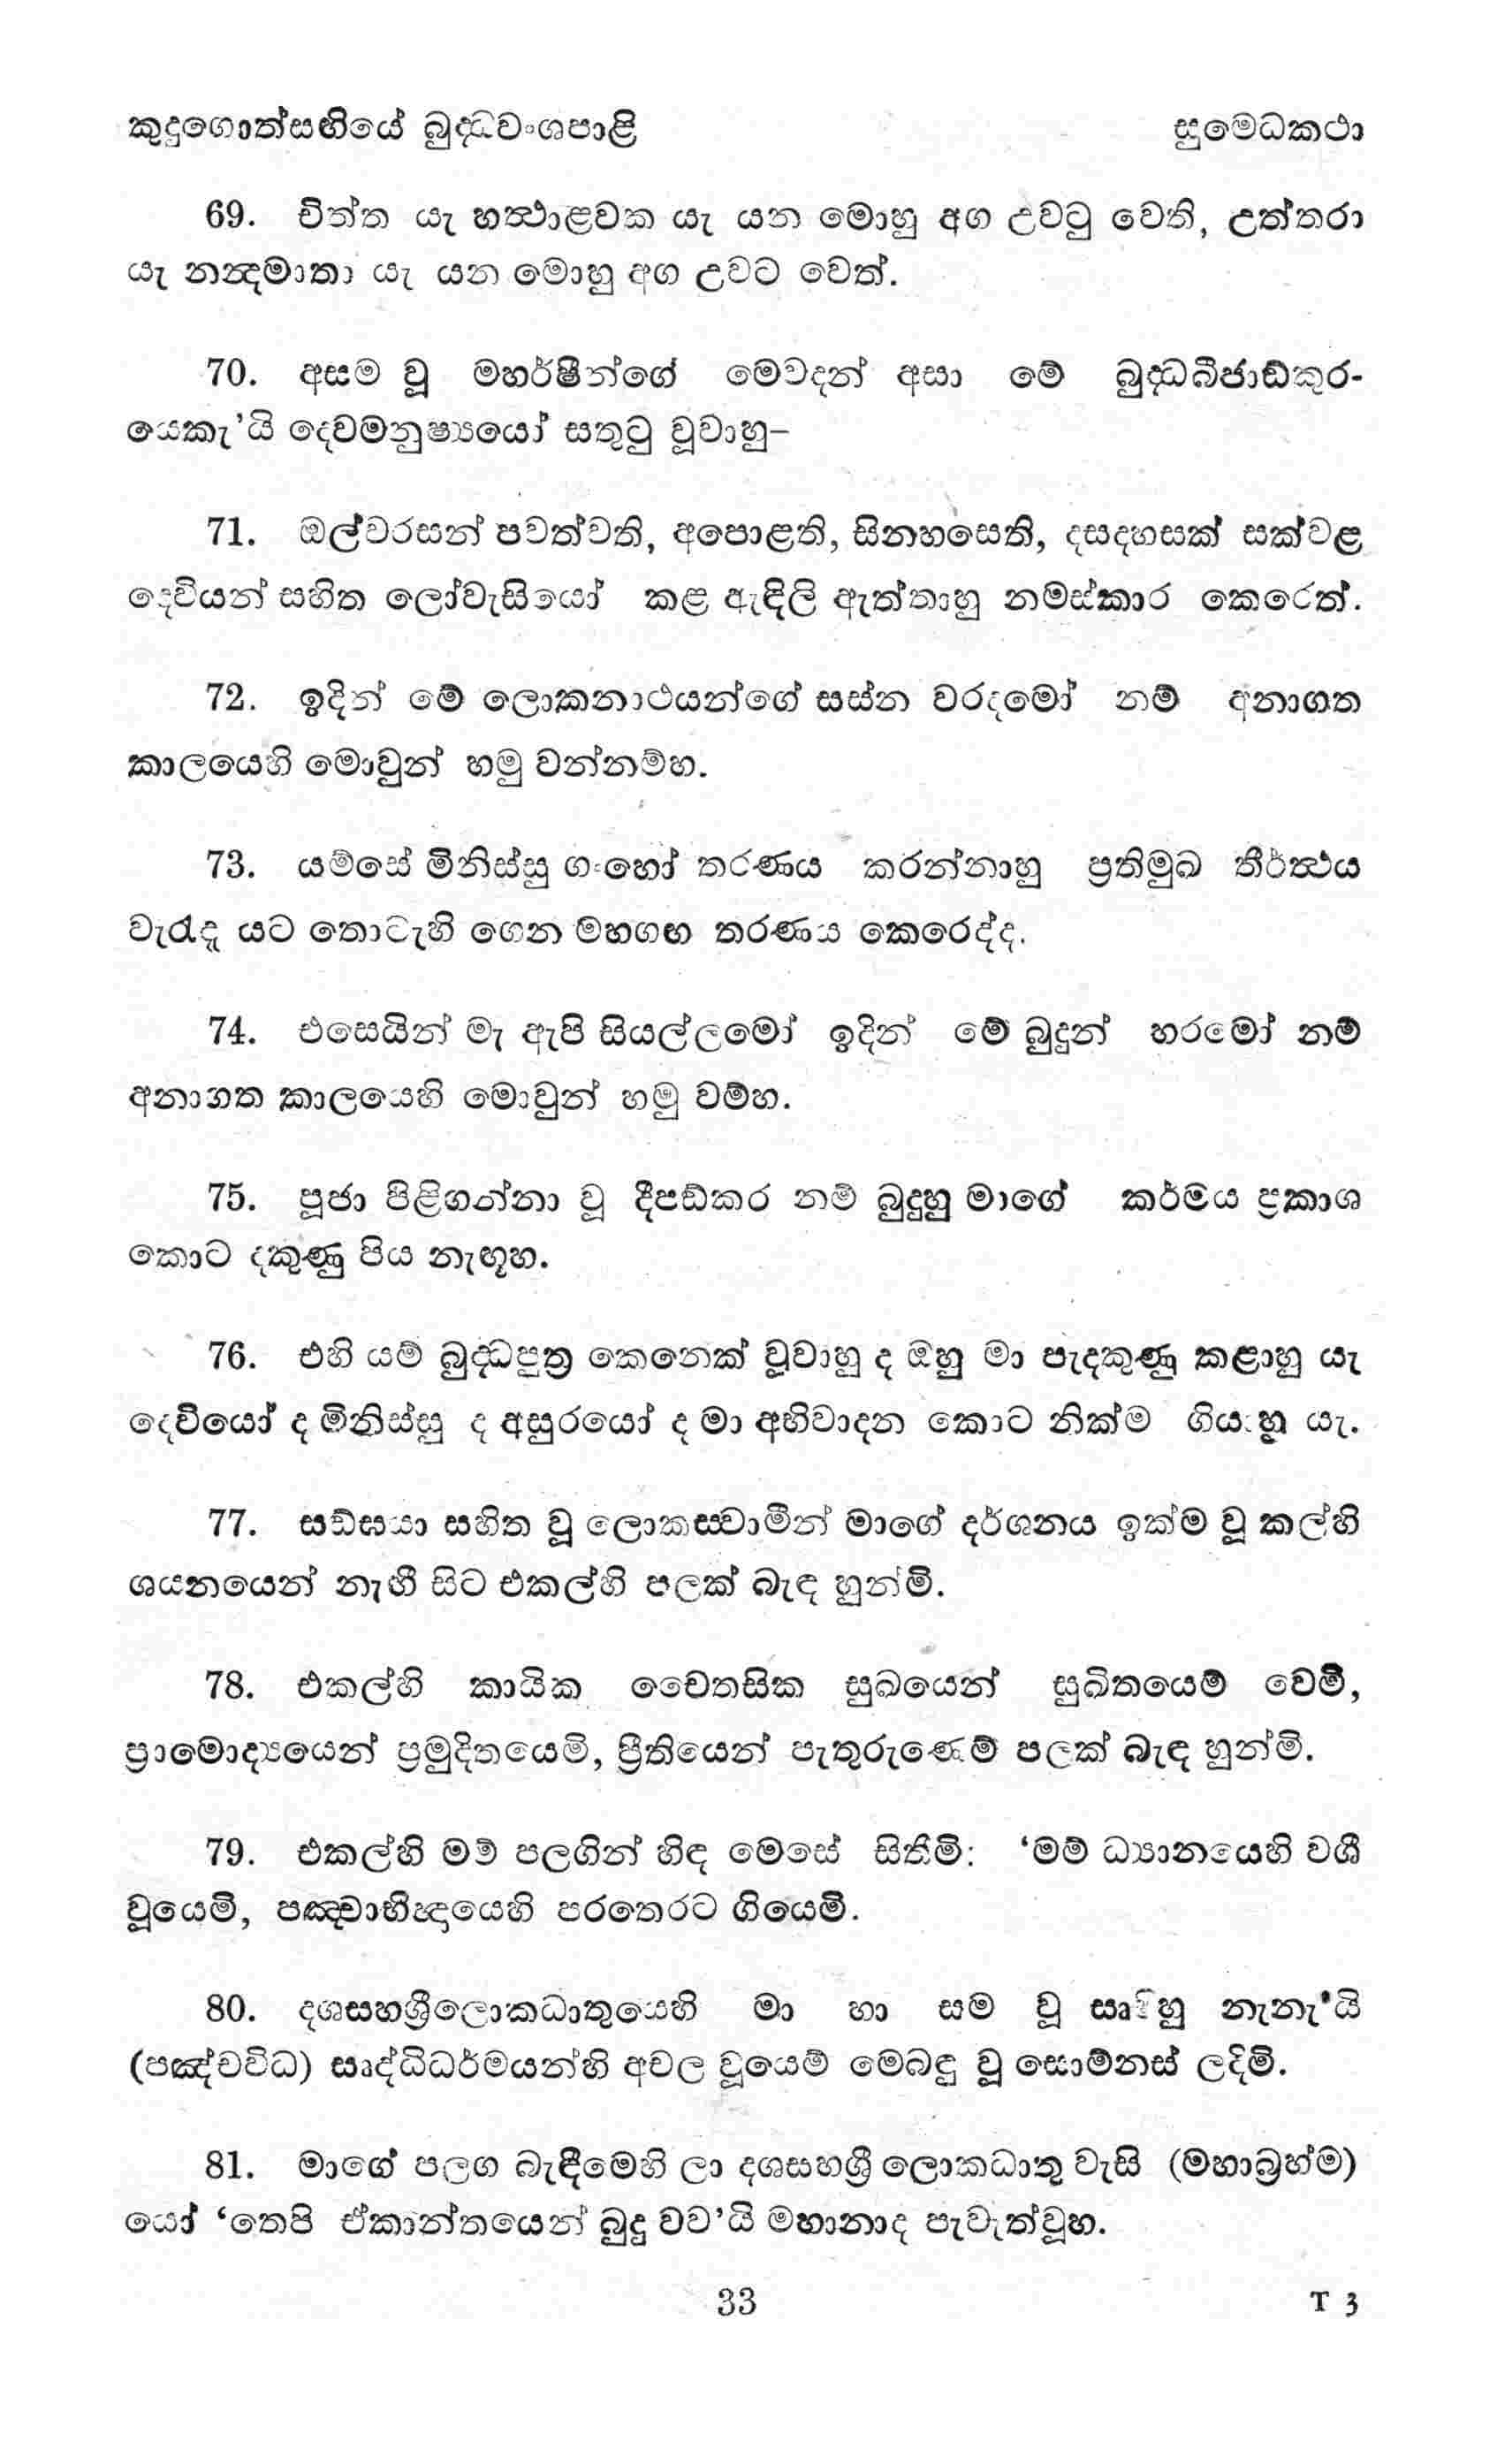 කුදුගොත්සඟියේ බුද්ධවංශපාළි සුමෙධකථා
69. චිත්ත යැ හත්ථාළවක යැ යන මොහු අග උවටු වෙති, උත්තරා
යැ නන්දමාතා යැ යන මොහු අග උවට වෙත්.
70. අසම වූ මහර්ෂීන්ගේ මෙවදන් අසා මේ බුද්ධබීජාඞ්කුර-
යෙකැ'යි දෙවමනුෂ්‍යයෝ සතුටු වූවාහු–
71. ඔල්වරසන් පවත්වති, අපොළති, සිනහසෙති, දසදහසක් සක්වළ
දෙවියන් සහිත ලෝවැසියෝ කළ ඇඳිලි ඇත්තාහු නමස්කාර කෙරෙත්.
72. ඉදින් මේ ලොකනාථයන්ගේ සස්න වරදමෝ නම් අනාගත
කාලයෙහි මොවුන් හමු වන්නම්හ.
73. යම්සේ මිනිස්සු ගංහෝ තරණය කරන්නාහු ප්‍රතිමුඛ තීර්ත්ථය
වැරැදැ යට තොටැහි ගෙන මහගඟ තරණය කෙරෙද්ද,
74. එසෙයින් මැ ඇපි සියල්ලමෝ ඉදින් මේ බුදුන් හරමෝ නම්
අනාගත කාලයෙහි මොවුන් හමු වම්හ.
75. පූජා පිළිගන්නා වූ දීපඞ්කර නම් බුදුහු මාගේ කර්මය ප්‍රකාශ
කොට දකුණු පිය නැඟූහ.
76. එහි යම් බුද්ධපුත්‍ර කෙනෙක් වූවාහු ද ඔහු මා පැදකුණු කළාහු යැ
දෙවියෝ ද මිනිස්සු ද අසුරයෝ ද මා අභිවාදන කොට නික්ම ගියාහු යැ.
77. සඞ්ඝයා සහිත වූ ලොකස්වාමීන් මාගේ දර්ශනය ඉක්ම වූ කල්හි
ශයනයෙන් නැඟී සිට එකල්හි පලක් බැඳ හුන්මි.
78. එකල්හි කායික චෛතසික සුඛයෙන් සුඛිතයෙම් වෙමි,
ප්‍රාමොද්‍යයෙන් ප්‍රමුදිතයෙමි, ප්‍රීතියෙන් පැතුරුණෙම් පලක් බැඳ හුන්මි.
79. එකල්හි මම් පලගින් හිඳ මෙසේ සිතීමි: 'මම් ධ්‍යානයෙහි වශී
වූයෙමි, පඤ්චාභිඥායෙහි පරතෙරට ගියෙමි.
80. දශසහශ්‍රීලොකධාතුයෙහි මා හා සම වූ නැනැ'යි
(පඤ්චවිධ) ඍද්ධිධර්මයන්හි අචල වූයෙම් මෙබඳු වූ සොම්නස් ලදිමි.
81. මාගේ පලග බැඳීමෙහි ලා දශසහශ්‍රී ලොකධාතු වැසි (මහාබ්‍රහ්ම)
යෝ 'තෙපි ඒකාන්තයෙන් බුදු වව'යි මහානාද පැවැත්වූහ.
33 T 3